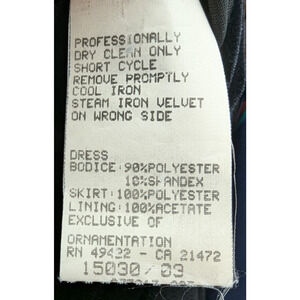 PROFESSIONALLY
DRY CLEAN ONLY
SHORT CYCLE
REMOVE PROMPTLY
COOL IRON
STEAM IRON VELVET
ON WRONG SIDE
DRESS
BODICE:90%POLYESTER
10%SPANDEX
SKIRT:100%POLYESTER
LINING:100%ACETATE
EXCLUSIVE OF
ORNAMENTATION
RN 49422 - CA 21472
15030/03